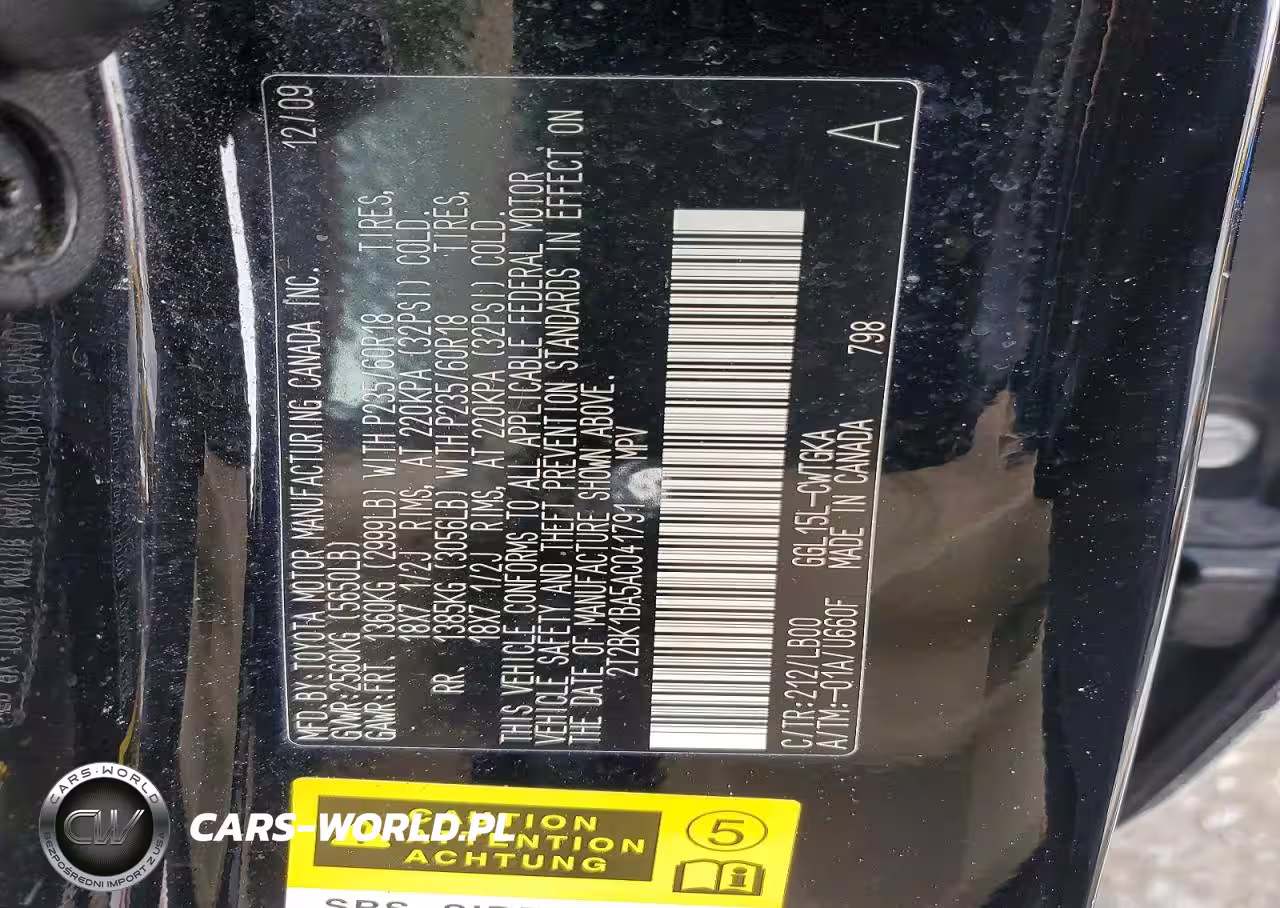 MFD.BY:TOYOTA MOTOR MANUFACTURING CANADA INC. 12/09
GVWR:2560KG (5650LB)
GAWR:FRT. 1360KG (2999LB) WITH P235/60R18 TIRES,
18X7 1/2J RIMS, AT 220KPA (32PSI) COLD.
RR. 1385KG (3056LB) WITH P235/60R18 TIRES,
18X7 1/2J RIMS, AT 220KPA (32PSI) COLD.
THIS VEHICLE CONFORMS TO ALL APPLICABLE FEDERAL MOTOR
VEHICLE SAFETY AND THEFT PREVENTION STANDARDS IN EFFECT ON
THE DATE OF MANUFACTURE SHOWN ABOVE.
2T2BK1BA5AC041791 MPV
C/TR:212/LB00 GGL15L-CWTGKA
A/TM:-01A/U660F MADE IN CANADA 798 A
CAUTION
ATTENTION
ACHTUNG
5
CARS-WORLD
CW
BEZPOŚREDNI IMPORT Z USA
CARS-WORLD.PL